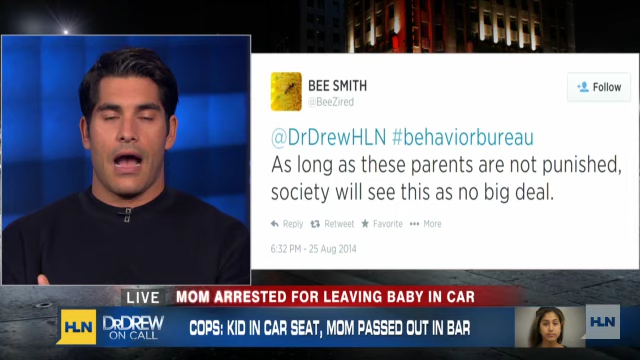 BEE SMITH
@BeeZired
Follow
@DrDrewHLN #behaviorbureau
As long as these parents are not punished,
society will see this as no big deal.
Reply Retweet Favorite More
6:32 PM - 25 Aug 2014
LIVE MOM ARRESTED FOR LEAVING BABY IN CAR
HLN DR.DREW ON CALL
COPS: KID IN CAR SEAT, MOM PASSED OUT IN BAR
HLN